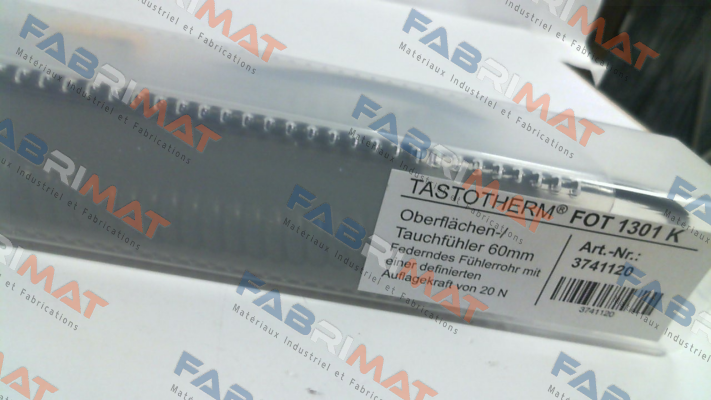 TASTOTHERM® FOT 1301 K
Oberflächen-/
Tauchfühler 60mm
Federndes Fühlerrohr mit
einer definierten
Auflagekraft von 20 N
Art.-Nr.:
3741120
3741120
FABRIMAT
Matériaux Industriel et Fabrications